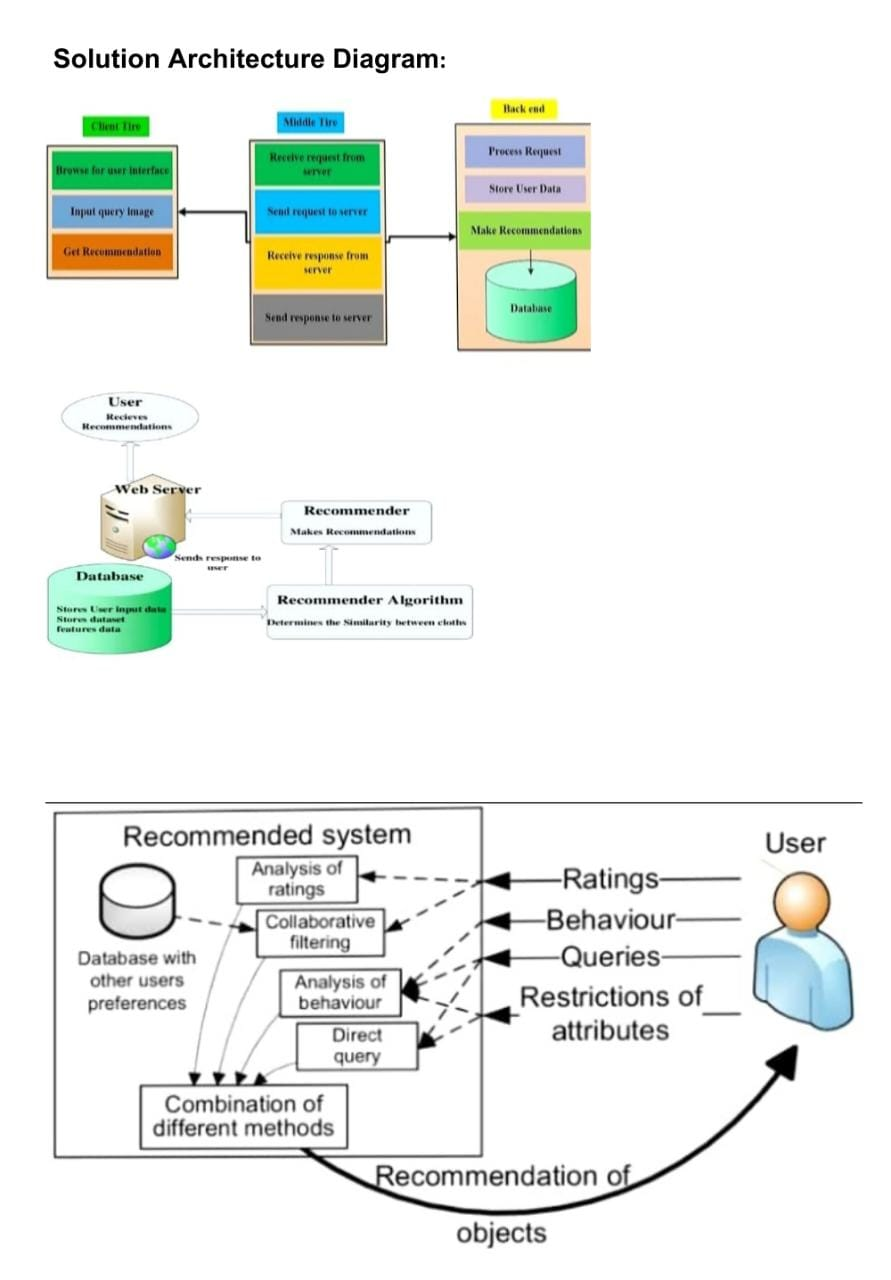 Solution Architecture Diagram:
Client Tire
Browse for user interface
Input query image
Get Recommendation
Middle Tire
Receive request from
server
Send request to server
Receive response from
server
Send response to server
Back end
Process Request
Store User Data
Make Recommendations
Database
User
Recieves
Recommendations
Web Server
Sends response to
user
Recommender
Makes Recommendations
Database
Stores User input data
Stores dataset
features data
Recommender Algorithm
Determines the Similarity between cloths
Recommended system
Database with
other users
preferences
Analysis of
ratings
Collaborative
filtering
Analysis of
behaviour
Direct
query
Combination of
different methods
Ratings
Behaviour
Queries
Restrictions of
attributes
User
Recommendation of
objects